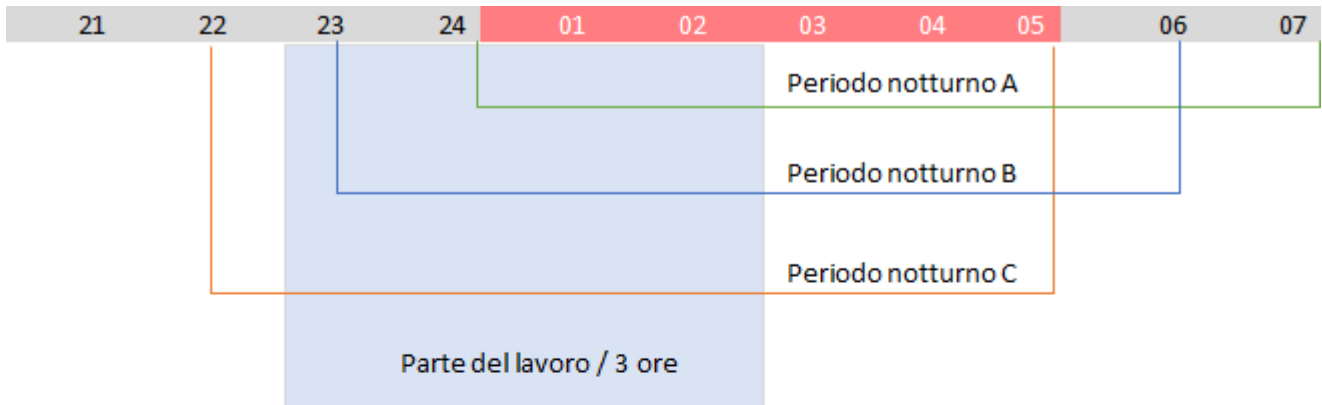 21 22 23 24 01 02 03 04 05 06 07
Periodo notturno A
Periodo notturno B
Periodo notturno C
Parte del lavoro / 3 ore